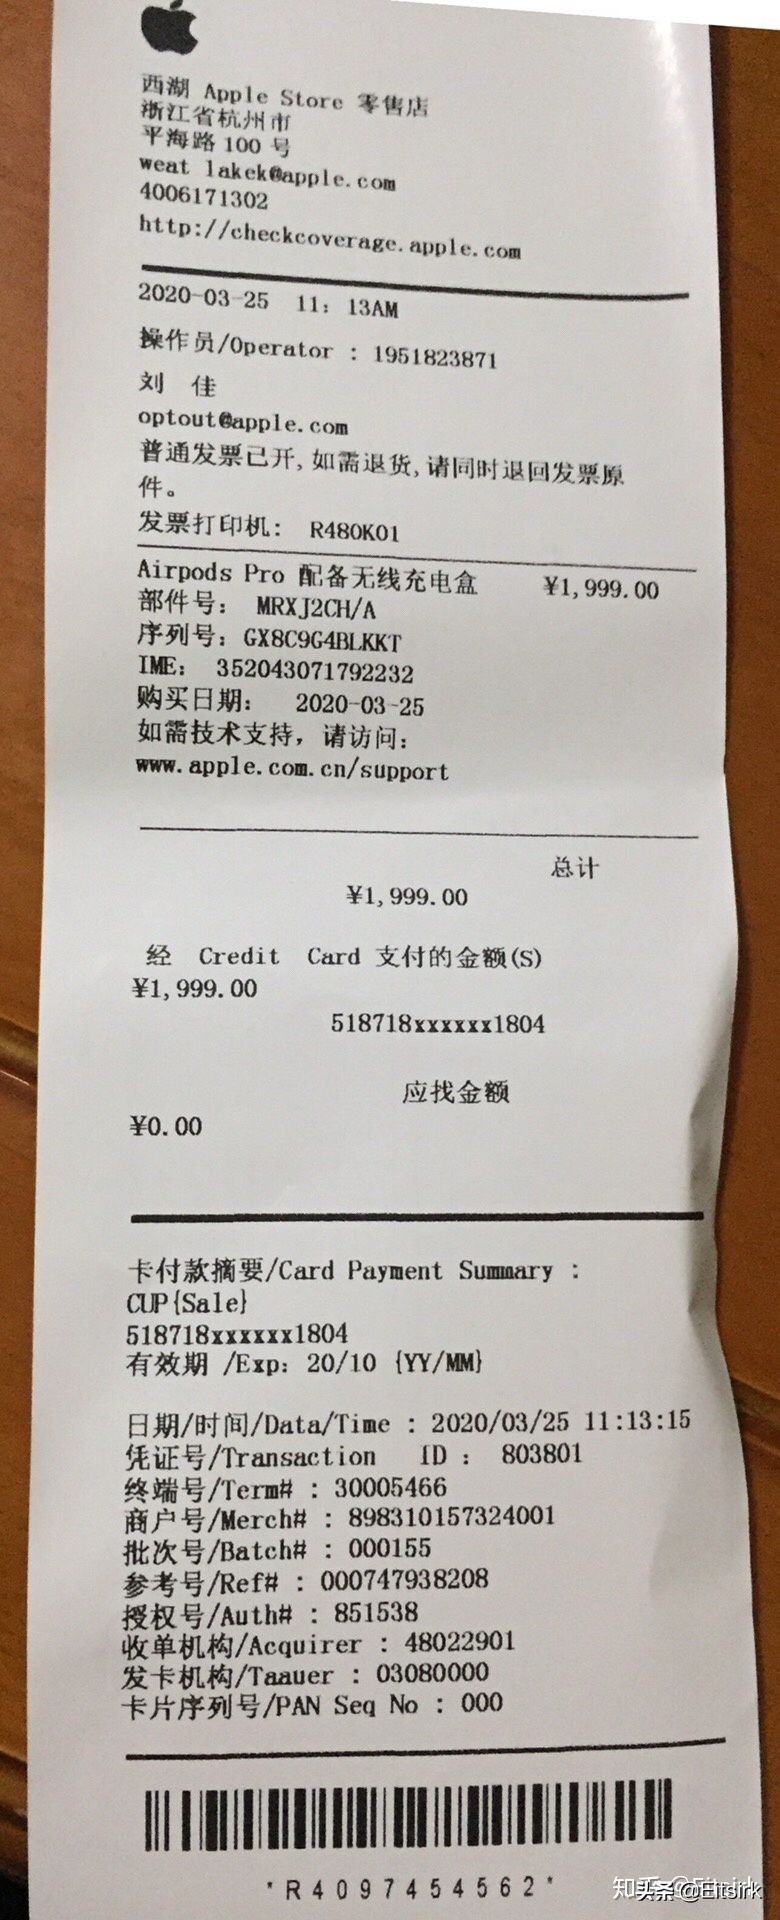 西湖 Apple Store 零售店
浙江省杭州市
平海路 100 号
weat lakek@apple.com
4006171302
http://checkcoverage.apple.com
2020-03-25 11: 13AM
操作员/Operator : 1951823871
刘 佳
optout@apple.com
普通发票已开,如需退货,请同时退回发票原
件。
发票打印机: R480K01
Airpods Pro 配备无线充电盒 ¥1,999.00
部件号: MRXJ2CH/A
序列号: GX8C9G4BLKKT
IME: 352043071792232
购买日期: 2020-03-25
如需技术支持, 请访问:
www.apple.com.cn/support
总计
¥1,999.00
经 Credit Card 支付的金额(S)
¥1,999.00
518718xxxxxx1804
应找金额
¥0.00
卡付款摘要/Card Payment Summary :
CUP{Sale}
518718xxxxxx1804
有效期 /Exp: 20/10 {YY/MM}
日期/时间/Data/Time : 2020/03/25 11:13:15
凭证号/Transaction ID : 803801
终端号/Term# : 30005466
商户号/Merch# : 898310157324001
批次号/Batch# : 000155
参考号/Ref# : 000747938208
授权号/Auth# : 851538
收单机构/Acquirer : 48022901
发卡机构/Taauer : 03080000
卡片序列号/PAN Seq No : 000
*R4097454562*
头条 @Eitsirk